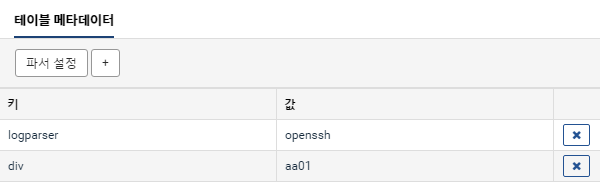 테이블 메타데이터
파서 설정 +
키 값
logparser openssh ✖
div aa01 ✖